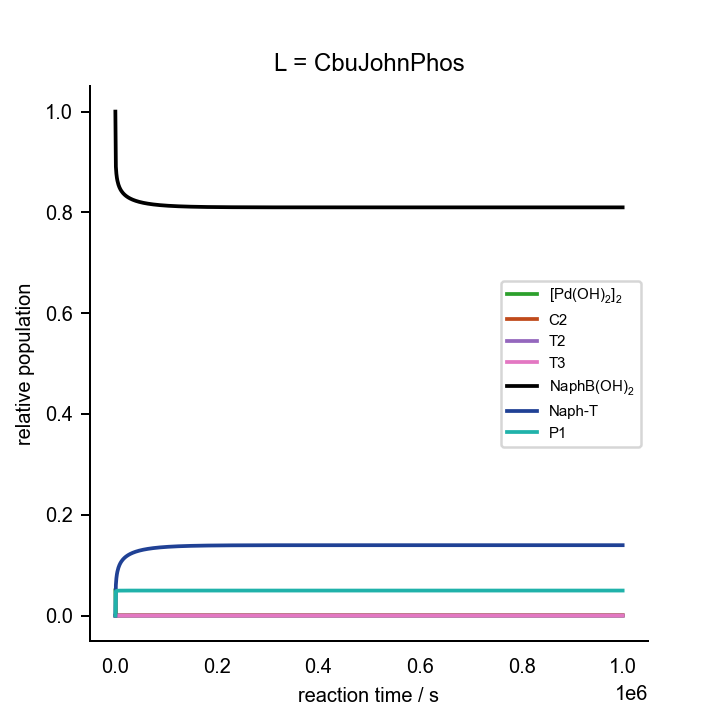 L = CbuJohnPhos
1.0
0.8
0.6
0.4
0.2
0.0
relative population
[Pd(OH)₂]₂
C2
T2
T3
NaphB(OH)₂
Naph-T
P1
0.0 0.2 0.4 0.6 0.8 1.0
1e6
reaction time / s